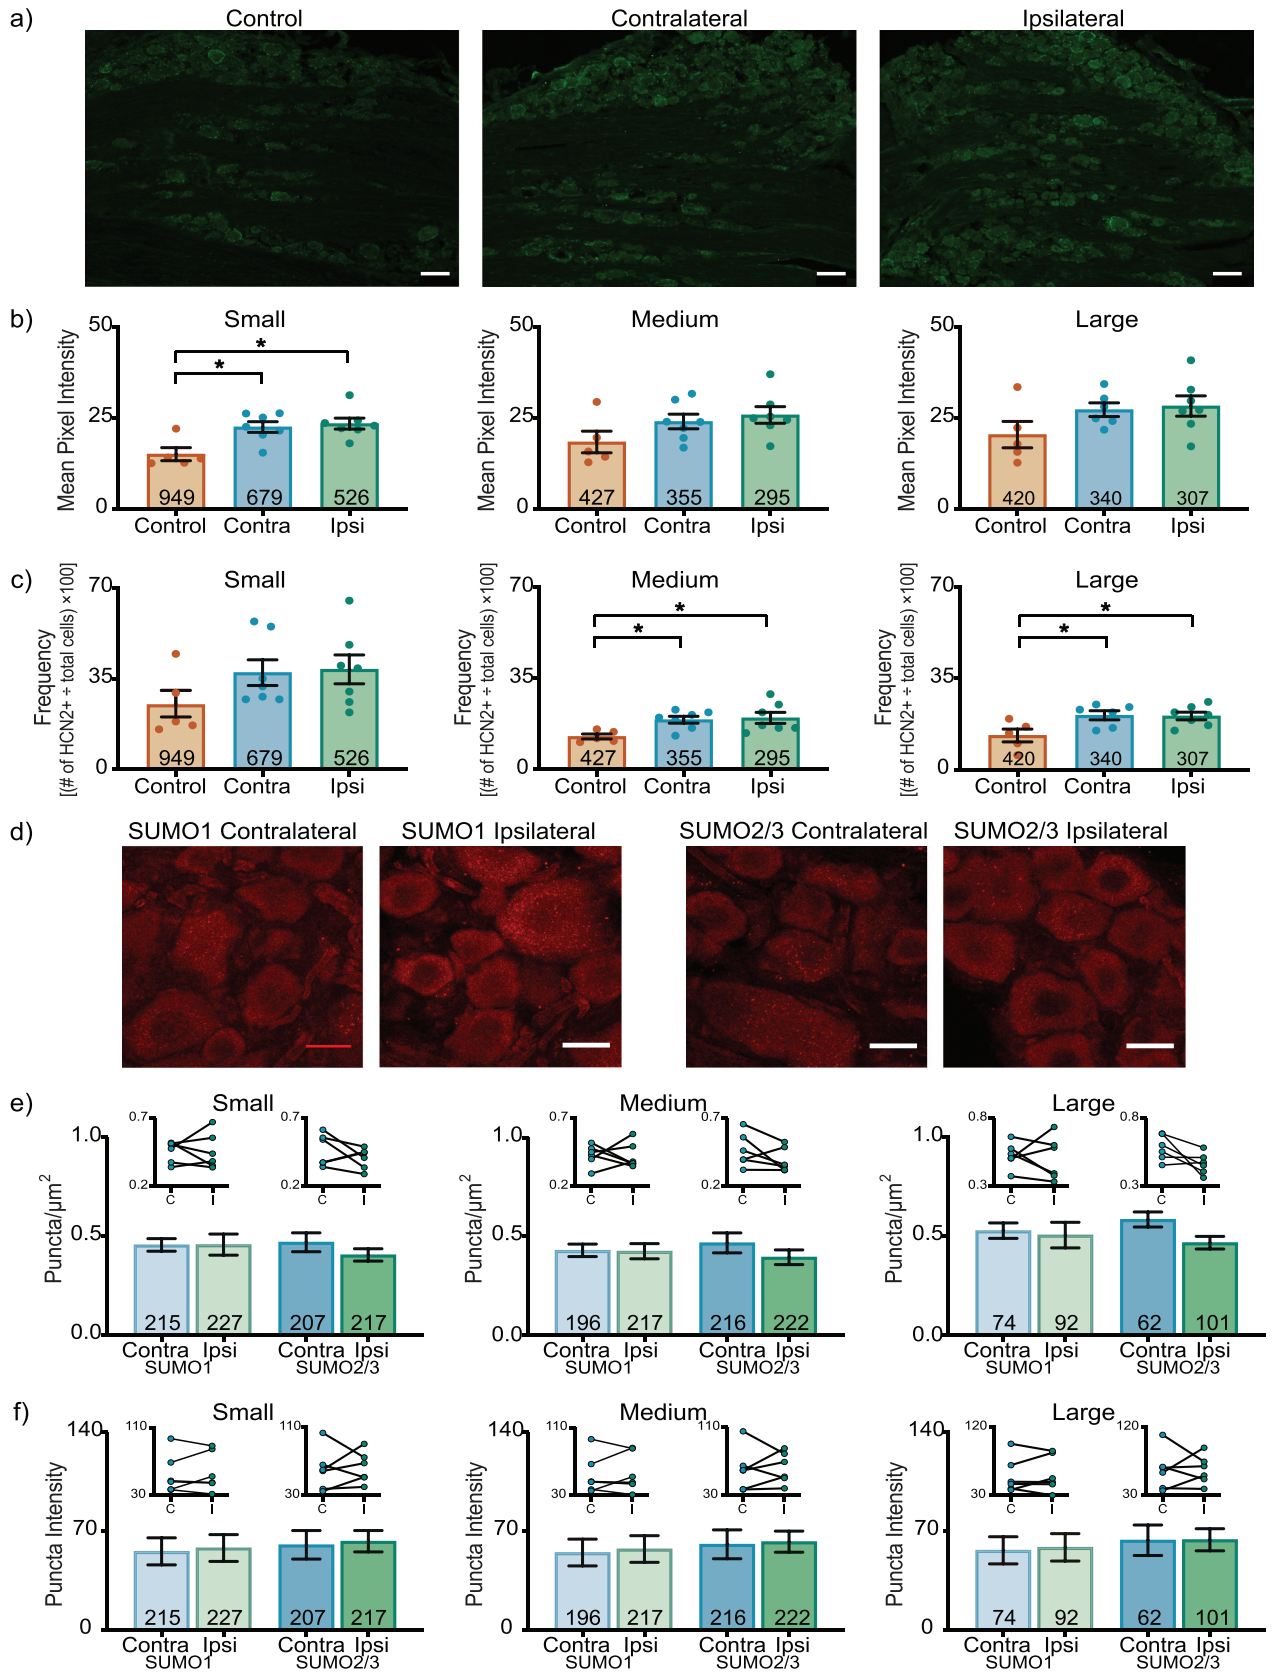 a)
Control
Contralateral
Ipsilateral
b)
Small
Medium
Large
Mean Pixel Intensity
50
25
0
*
*
949
679
526
Control
Contra
Ipsi
Mean Pixel Intensity
50
25
0
427
355
295
Control
Contra
Ipsi
Mean Pixel Intensity
50
25
0
420
340
307
Control
Contra
Ipsi
c)
Small
Medium
Large
Frequency
[(# of HCN2+ ÷ total cells) ×100]
70
35
0
949
679
526
Control
Contra
Ipsi
Frequency
[(# of HCN2+ ÷ total cells) ×100]
70
35
0
*
*
427
355
295
Control
Contra
Ipsi
Frequency
[(# of HCN2+ ÷ total cells) ×100]
70
35
0
*
*
420
340
307
Control
Contra
Ipsi
d)
SUMO1 Contralateral
SUMO1 Ipsilateral
SUMO2/3 Contralateral
SUMO2/3 Ipsilateral
e)
Small
Medium
Large
Puncta/µm²
1.0
0.5
0.0
0.7
0.2
C
I
0.7
0.2
C
I
215
227
207
217
Contra Ipsi Contra Ipsi
SUMO1 SUMO2/3
Puncta/µm²
1.0
0.5
0.0
0.7
0.2
C
I
0.7
0.2
C
I
196
217
216
222
Contra Ipsi Contra Ipsi
SUMO1 SUMO2/3
Puncta/µm²
1.0
0.5
0.0
0.8
0.3
C
I
0.8
0.3
C
I
74
92
62
101
Contra Ipsi Contra Ipsi
SUMO1 SUMO2/3
f)
Small
Medium
Large
Puncta Intensity
140
70
0
110
30
C
I
110
30
C
I
215
227
207
217
Contra Ipsi Contra Ipsi
SUMO1 SUMO2/3
Puncta Intensity
140
70
0
110
30
C
I
110
30
C
I
196
217
216
222
Contra Ipsi Contra Ipsi
SUMO1 SUMO2/3
Puncta Intensity
140
70
0
120
30
C
I
120
30
C
I
74
92
62
101
Contra Ipsi Contra Ipsi
SUMO1 SUMO2/3